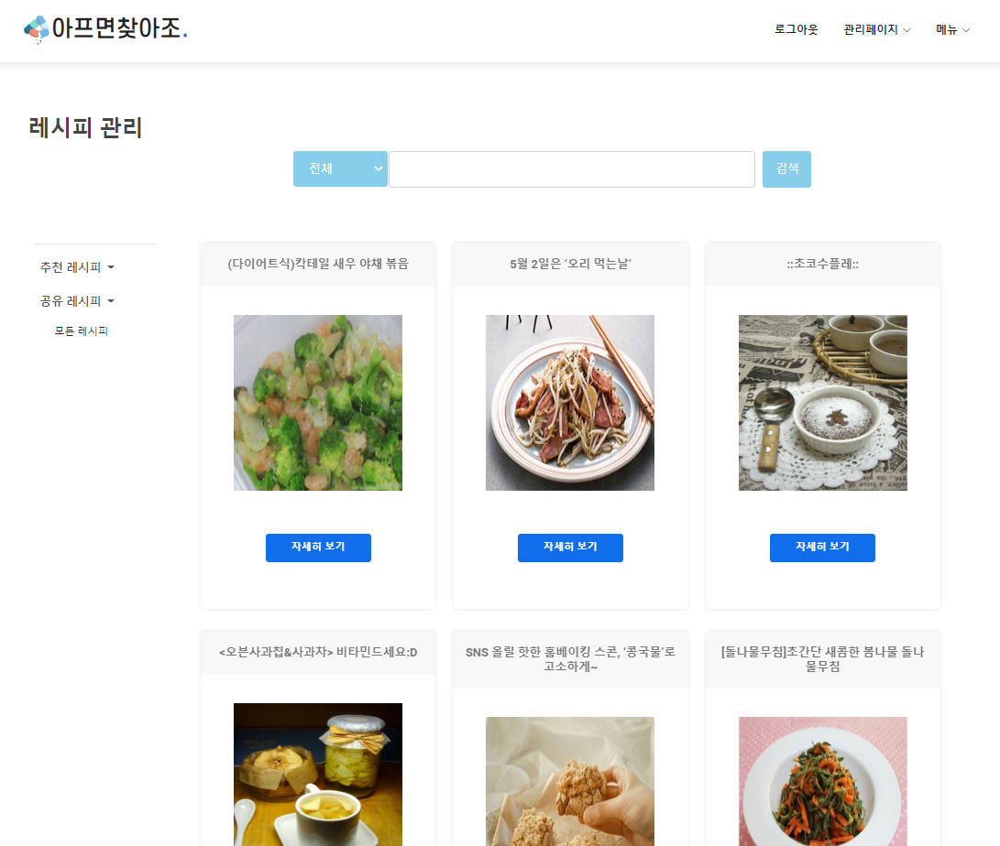 아프면찾아조.
로그아웃 관리페이지 메뉴
레시피 관리
전체 검색
추천 레시피
공유 레시피
모든 레시피
(다이어트식)칵테일 새우 야채 볶음
5월 2일은 ‘오리 먹는날’
::초코수플레::
자세히 보기 자세히 보기 자세히 보기
<오븐사과칩&사과차> 비타민드세요:D
SNS 올릴 핫한 홈베이킹 스콘, ‘콩국물’로
고소하게~
[돌나물무침]초간단 새콤한 봄나물 돌나
물무침